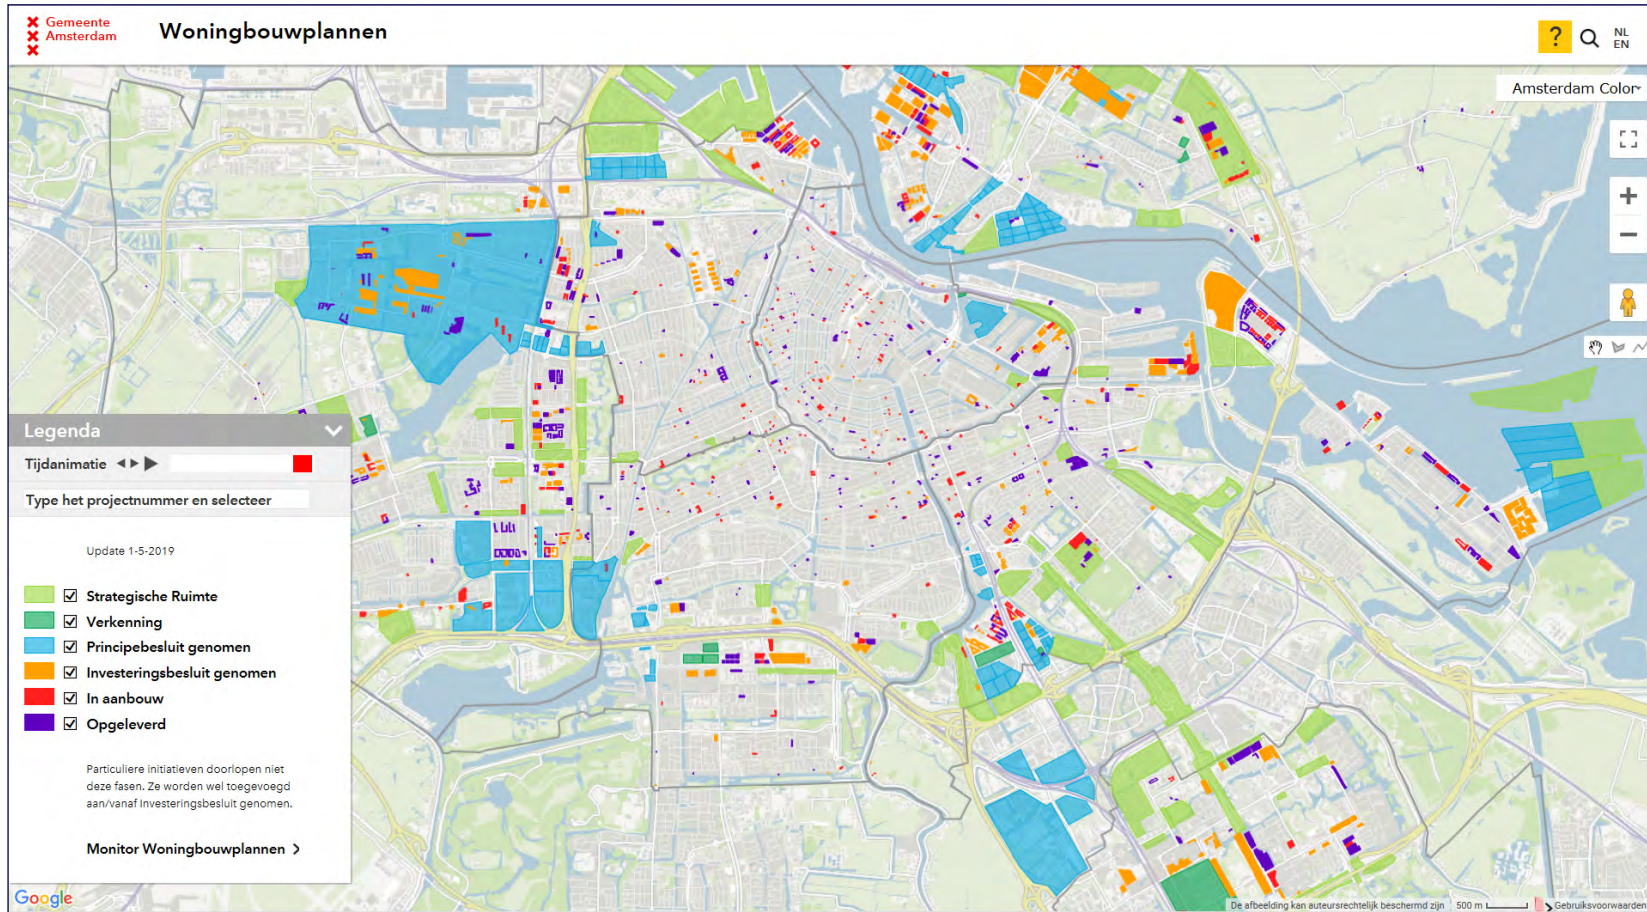 Gemeente
Amsterdam
Woningbouwplannen
?
NL
EN
Amsterdam Color
Legenda
Tijdanimatie
Type het projectnummer en selecteer
Update 1-5-2019
Strategische Ruimte
Verkenning
Principebesluit genomen
Investeringsbesluit genomen
In aanbouw
Opgeleverd
Particuliere initiatieven doorlopen niet
deze fasen. Ze worden wel toegevoegd
aan/vanaf Investeringsbesluit genomen.
Monitor Woningbouwplannen
Google
De afbeelding kan auteursrechtelijk beschermd zijn
500 m
Gebruiksvoorwaarden